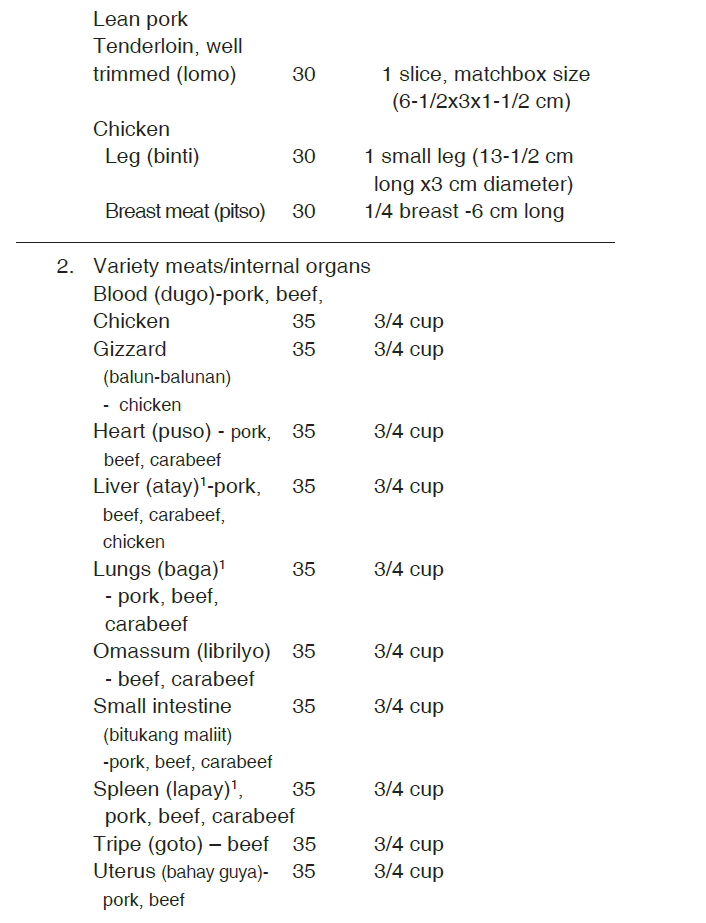 Lean pork
Tenderloin, well
trimmed (lomo) 30 1 slice, matchbox size
(6-1/2x3x1-1/2 cm)
Chicken
Leg (binti) 30 1 small leg (13-1/2 cm
long x3 cm diameter)
Breast meat (pitso) 30 1/4 breast -6 cm long
2. Variety meats/internal organs
Blood (dugo)-pork, beef,
Chicken 35 3/4 cup
Gizzard 35 3/4 cup
(balun-balunan)
- chicken
Heart (puso) - pork, 35 3/4 cup
beef, carabeef
Liver (atay)¹-pork, 35 3/4 cup
beef, carabeef,
chicken
Lungs (baga)¹ 35 3/4 cup
- pork, beef,
carabeef
Omassum (librilyo) 35 3/4 cup
- beef, carabeef
Small intestine 35 3/4 cup
(bitukang maliit)
-pork, beef, carabeef
Spleen (lapay)¹, 35 3/4 cup
pork, beef, carabeef
Tripe (goto) – beef 35 3/4 cup
Uterus (bahay guya)- 35 3/4 cup
pork, beef